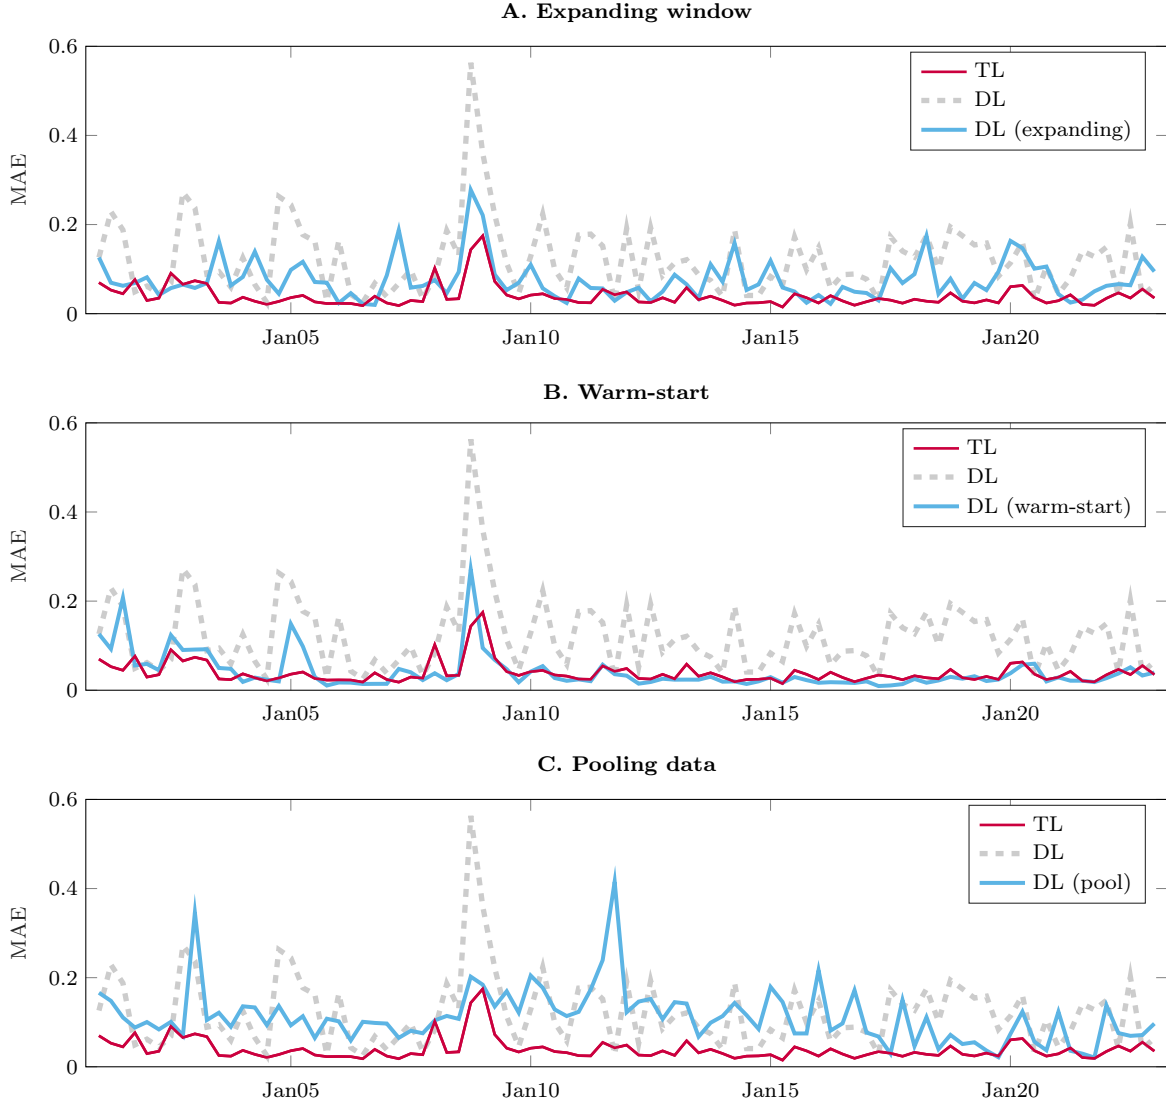 A. Expanding window
0.6
0.4
0.2
0
MAE
TL
DL
DL (expanding)
Jan05
Jan10
Jan15
Jan20
B. Warm-start
0.6
0.4
0.2
0
MAE
TL
DL
DL (warm-start)
Jan05
Jan10
Jan15
Jan20
C. Pooling data
0.6
0.4
0.2
0
MAE
TL
DL
DL (pool)
Jan05
Jan10
Jan15
Jan20